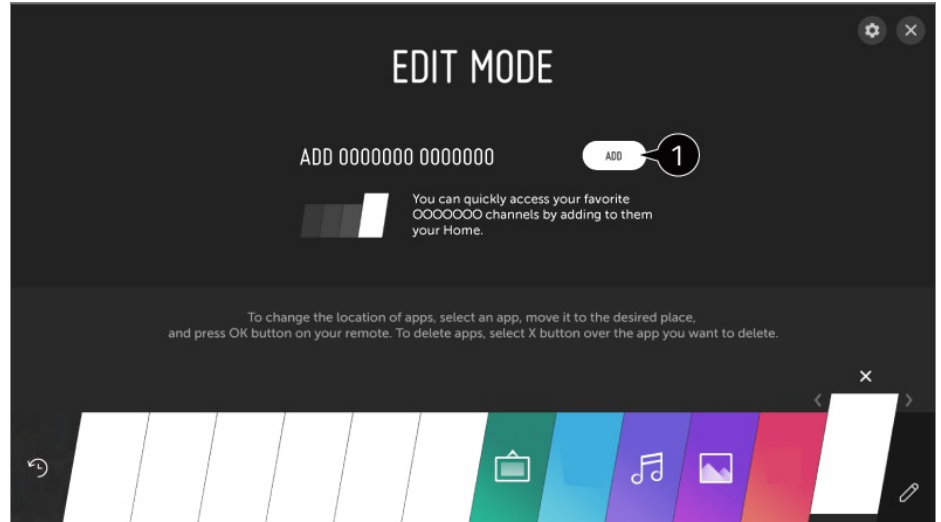 EDIT MODE
ADD OOOOOOO OOOOOOO
ADD
1
You can quickly access your favorite
OOOOOOO channels by adding to them
your Home.
To change the location of apps, select an app, move it to the desired place,
and press OK button on your remote. To delete apps, select X button over the app you want to delete.